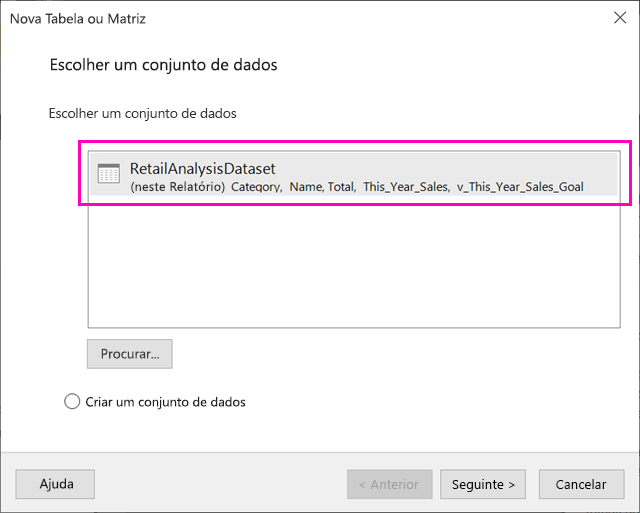 Nova Tabela ou Matriz
Escolher um conjunto de dados
Escolher um conjunto de dados
RetailAnalysisDataset
(neste Relatório) Category, Name, Total, This_Year_Sales, v_This_Year_Sales_Goal
Procurar...
Criar um conjunto de dados
Ajuda
< Anterior
Seguinte >
Cancelar